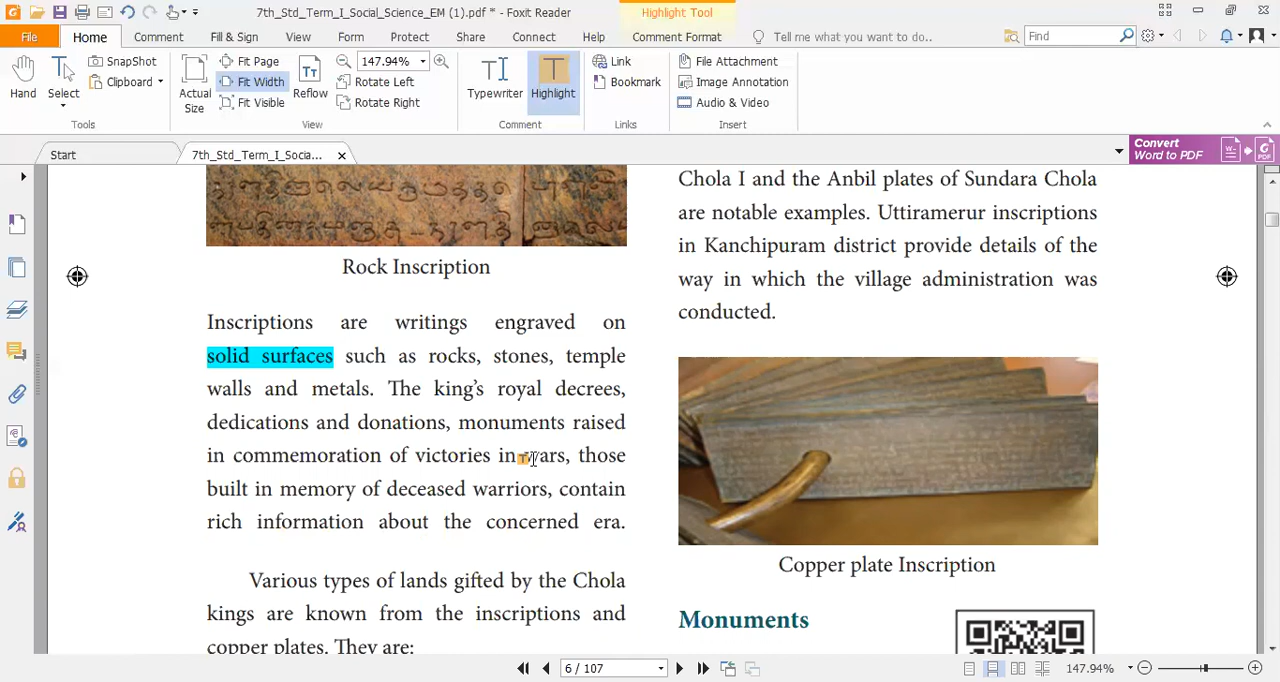 7th_Std_Term_I_Social_Science_EM (1).pdf * - Foxit Reader
Highlight Tool
File Home Comment Fill & Sign View Form Protect Share Connect Help Comment Format Tell me what you want to do.. Find
Hand
Select
SnapShot
Clipboard
Tools
Actual Size
Fit Page
Fit Width
Fit Visible
Reflow
147.94%
Rotate Left
Rotate Right
View
Typewriter
Highlight
Comment
Link
Bookmark
Links
File Attachment
Image Annotation
Audio & Video
Insert
Start
7th_Std_Term_I_Socia...
Convert
Word to PDF
Rock Inscription
Inscriptions are writings engraved on
solid surfaces such as rocks, stones, temple
walls and metals. The king’s royal decrees,
dedications and donations, monuments raised
in commemoration of victories in wars, those
built in memory of deceased warriors, contain
rich information about the concerned era.
Various types of lands gifted by the Chola
kings are known from the inscriptions and
copper plates. They are:
Chola I and the Anbil plates of Sundara Chola
are notable examples. Uttiramerur inscriptions
in Kanchipuram district provide details of the
way in which the village administration was
conducted.
Copper plate Inscription
Monuments
6 / 107
147.94%